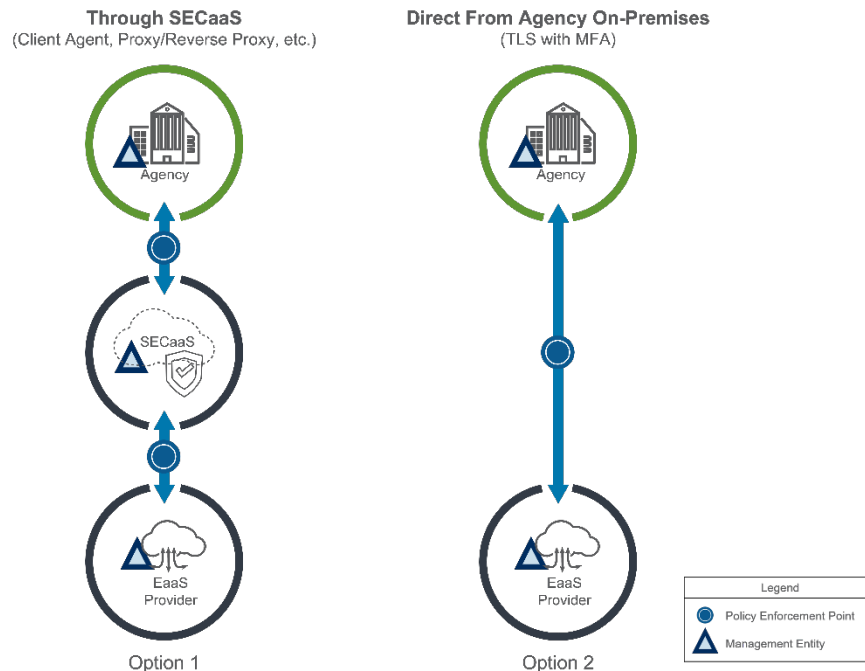 Through SECaaS
(Client Agent, Proxy/Reverse Proxy, etc.)
Agency
SECaaS
EaaS
Provider
Option 1
Direct From Agency On-Premises
(TLS with MFA)
Agency
EaaS
Provider
Option 2
Legend
Policy Enforcement Point
Management Entity